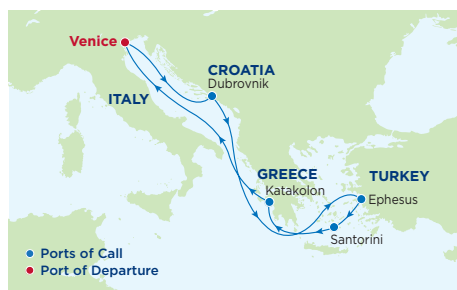 Venice
CROATIA
Dubrovnik
ITALY
GREECE
Katakolon
TURKEY
Ephesus
Santorini
Ports of Call
Port of Departure